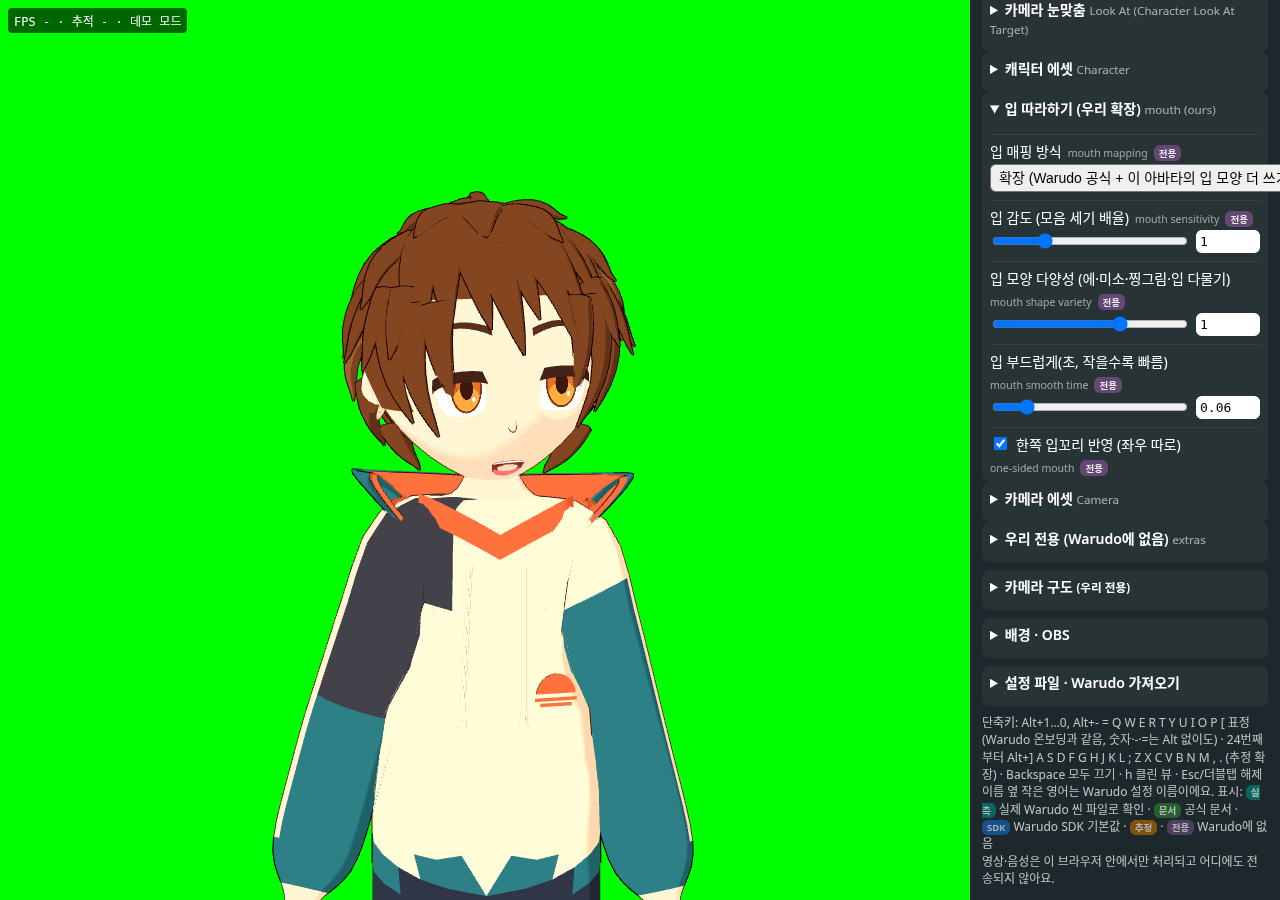 FPS - · 추적 - · 데모 모드
▶ 카메라 눈맞춤 Look At (Character Look At
Target)
▶ 캐릭터 에셋 Character
▼ 입 따라하기 (우리 확장) mouth (ours)
입 매핑 방식 mouth mapping 전용
확장 (Warudo 공식 + 이 아바타의 입 모양 더 쓰기
입 감도 (모음 세기 배율) mouth sensitivity 전용
1
입 모양 다양성 (에·미소·찡그림·입 다물기)
mouth shape variety 전용
1
입 부드럽게(초, 작을수록 빠름)
mouth smooth time 전용
0.06
한쪽 입꼬리 반영 (좌우 따로)
one-sided mouth 전용
▶ 카메라 에셋 Camera
▶ 우리 전용 (Warudo에 없음) extras
▶ 카메라 구도 (우리 전용)
▶ 배경 · OBS
▶ 설정 파일 · Warudo 가져오기
단축키: Alt+1…0, Alt+- = Q W E R T Y U I O P [ 표정
(Warudo 온보딩과 같음, 숫자·-·=는 Alt 없이도) · 24번째
부터 Alt+] A S D F G H J K L ; Z X C V B N M , . (추정 확
장) · Backspace 모두 끄기 · h 클린 뷰 · Esc/더블탭 해제
이름 옆 작은 영어는 Warudo 설정 이름이에요. 표시: 실
측 실제 Warudo 씬 파일로 확인 · 문서 공식 문서 ·
SDK Warudo SDK 기본값 · 추정 · 전용 Warudo에 없
음
영상·음성은 이 브라우저 안에서만 처리되고 어디에도 전
송되지 않아요.